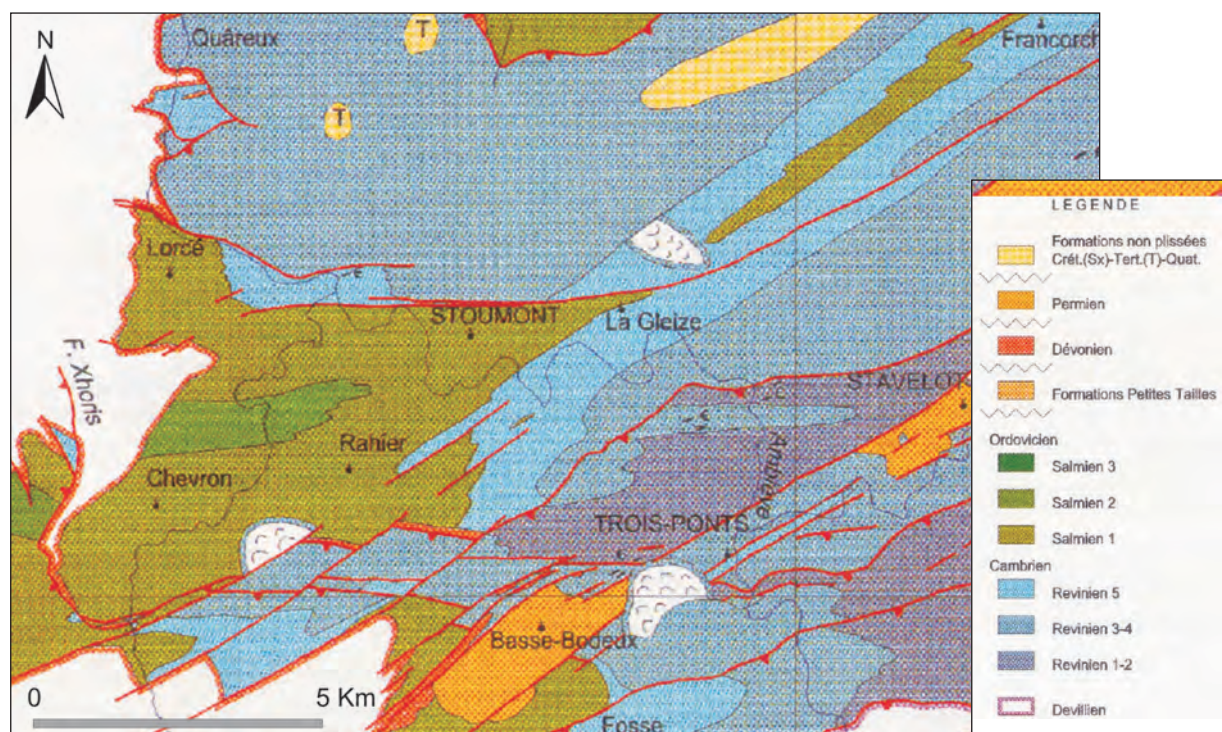 N
Quâreux
T
Francorch
T
Lorcé
STOUMONT
La Gleize
F. Xhoris
STAVELOT
Rahier
Amblève
Chevron
TROIS-PONTS
Basse-Bodeux
0
5 Km
Fosse
LEGENDE
Formations non plissées
Crét.(Sx)-Tert.(T)-Quat.
Permien
Dévonien
Formations Petites Tailles
Ordovicien
Salmien 3
Salmien 2
Salmien 1
Cambrien
Revinien 5
Revinien 3-4
Revinien 1-2
Devillien